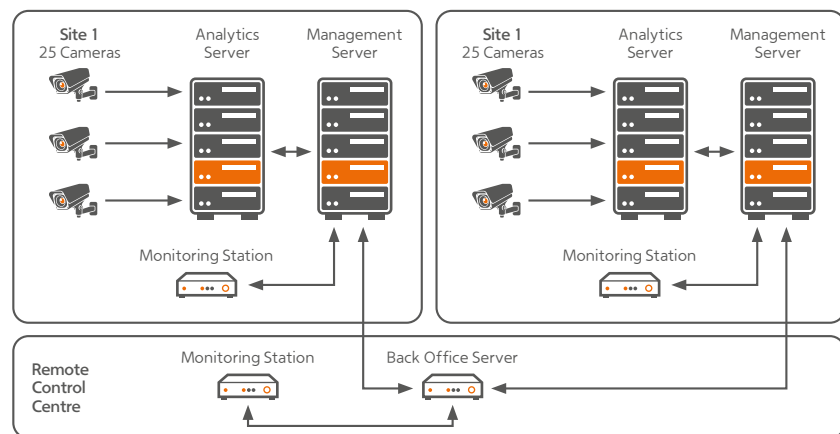 Site 1
25 Cameras
Analytics
Server
Management
Server
Monitoring Station
Site 1
25 Cameras
Analytics
Server
Management
Server
Monitoring Station
Remote
Control
Centre
Monitoring Station
Back Office Server